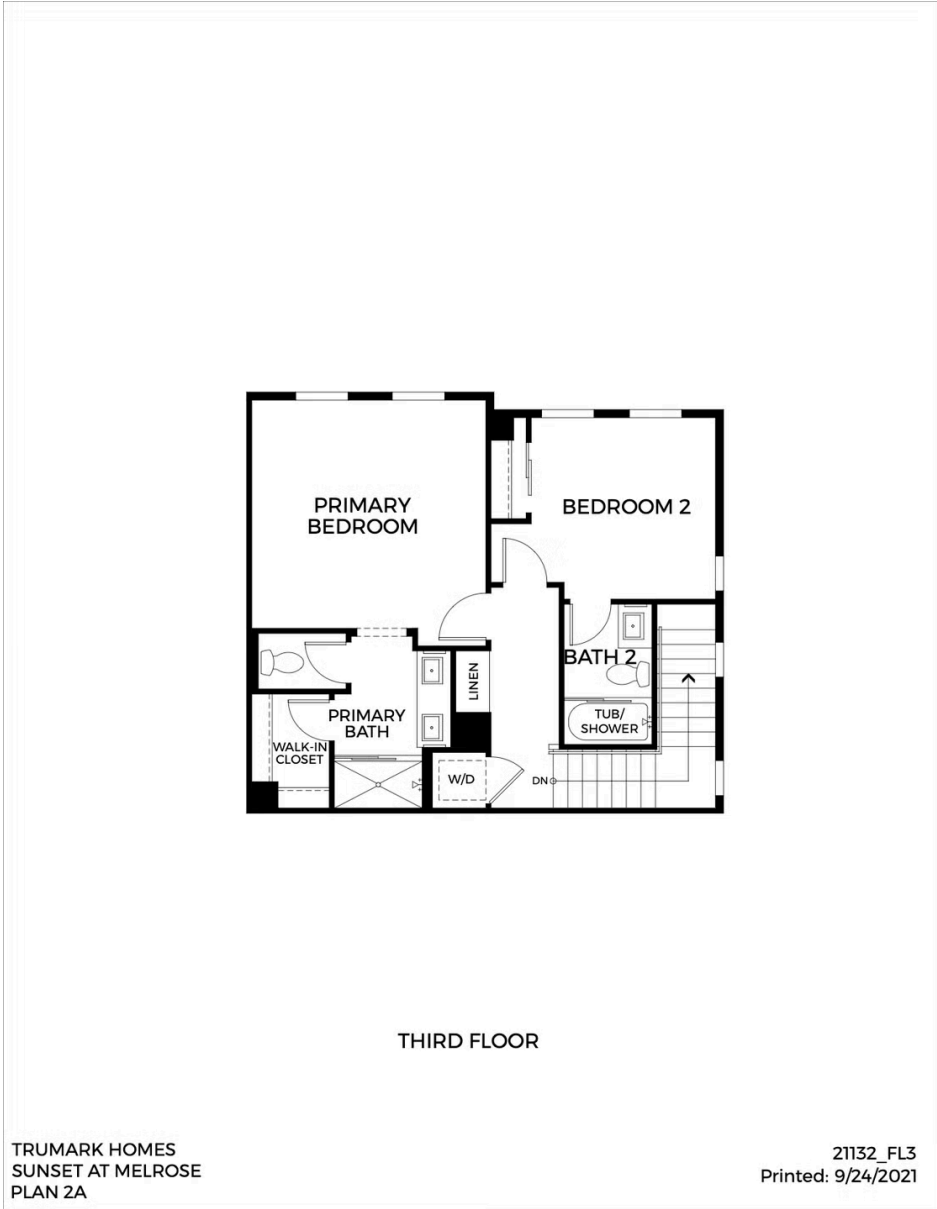 PRIMARY
BEDROOM
BEDROOM 2
BATH 2
LINEN
PRIMARY
BATH
TUB/
SHOWER
WALK-IN
CLOSET
W/D
DN
THIRD FLOOR
TRUMARK HOMES
SUNSET AT MELROSE
PLAN 2A
21132_FL3
Printed: 9/24/2021